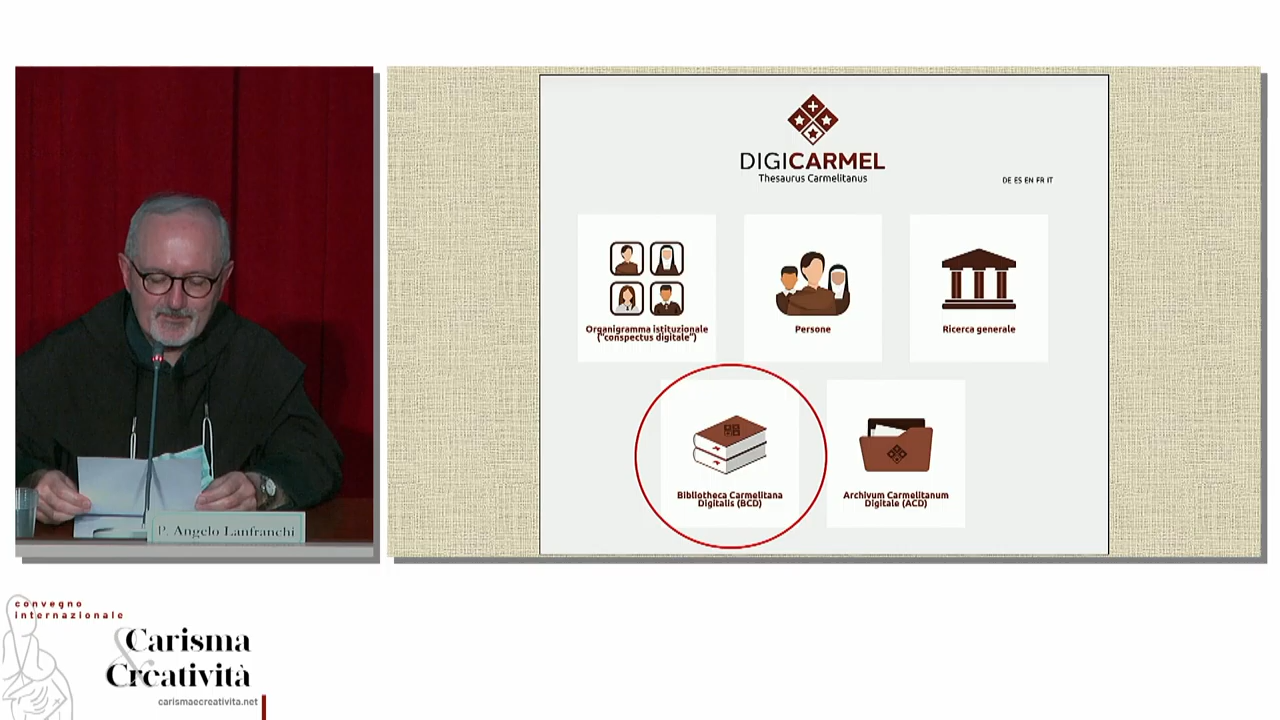 DIGICARMEL
Thesaurus Carmelitanus
DE ES EN FR IT
Organigramma istituzionale
("conspectus digitale")
Persone
Ricerca generale
Bibliotheca Carmelitana
Digitalis (BCD)
Archivum Carmelitanum
Digitale (ACD)
P. Angelo Lanfranchi
convegno
internazionale
Carisma
&
Creatività
carismaecreativita.net